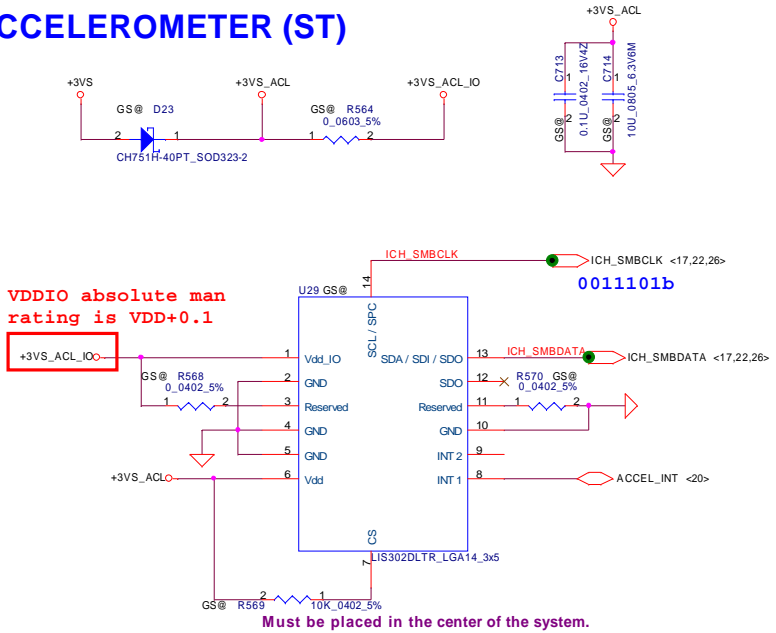 CCELEROMETER (ST)
+3VS_ACL
+3VS
+3VS_ACL
+3VS_ACL_IO
GS@ D23
GS@ R564
0_0603_5%
2
1
1
2
CH751H-40PT_SOD323-2
C713
1
GS@
2
0.1U_0402_16V4Z
C714
1
GS@
2
10U_0805_6.3V6M
ICH_SMBCLK
ICH_SMBCLK <17,22,26>
0011101b
VDDIO absolute man
rating is VDD+0.1
U29 GS@
14
SCL / SPC
+3VS_ACL_IO
1
Vdd_IO
SDA / SDI / SDO
13
ICH_SMBDATA
ICH_SMBDATA <17,22,26>
GS@ R568
0_0402_5%
2
GND
SDO
12
R570 GS@
0_0402_5%
1
2
3
Reserved
Reserved
11
1
2
4
GND
GND
10
5
GND
INT 2
9
+3VS_ACL
6
Vdd
INT 1
8
ACCEL_INT <20>
CS
7
LIS302DLTR_LGA14_3x5
2
1
GS@ R569
10K_0402_5%
Must be placed in the center of the system.